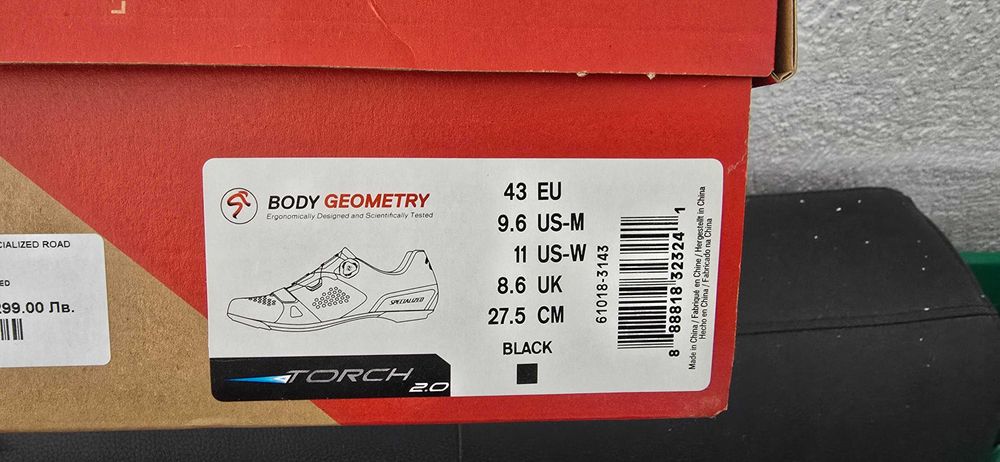 BODY GEOMETRY
Ergonomically Designed and Scientifically Tested
SPECIALIZED
TORCH 2.0
43 EU
9.6 US-M
11 US-W
8.6 UK
27.5 CM
BLACK
61018-3143
8 88818 32324 1
Made in China / Fabriqué en Chine / Hergestellt in China
Hecho en China / Fabricado na China
ROAD
299.00 Лв.